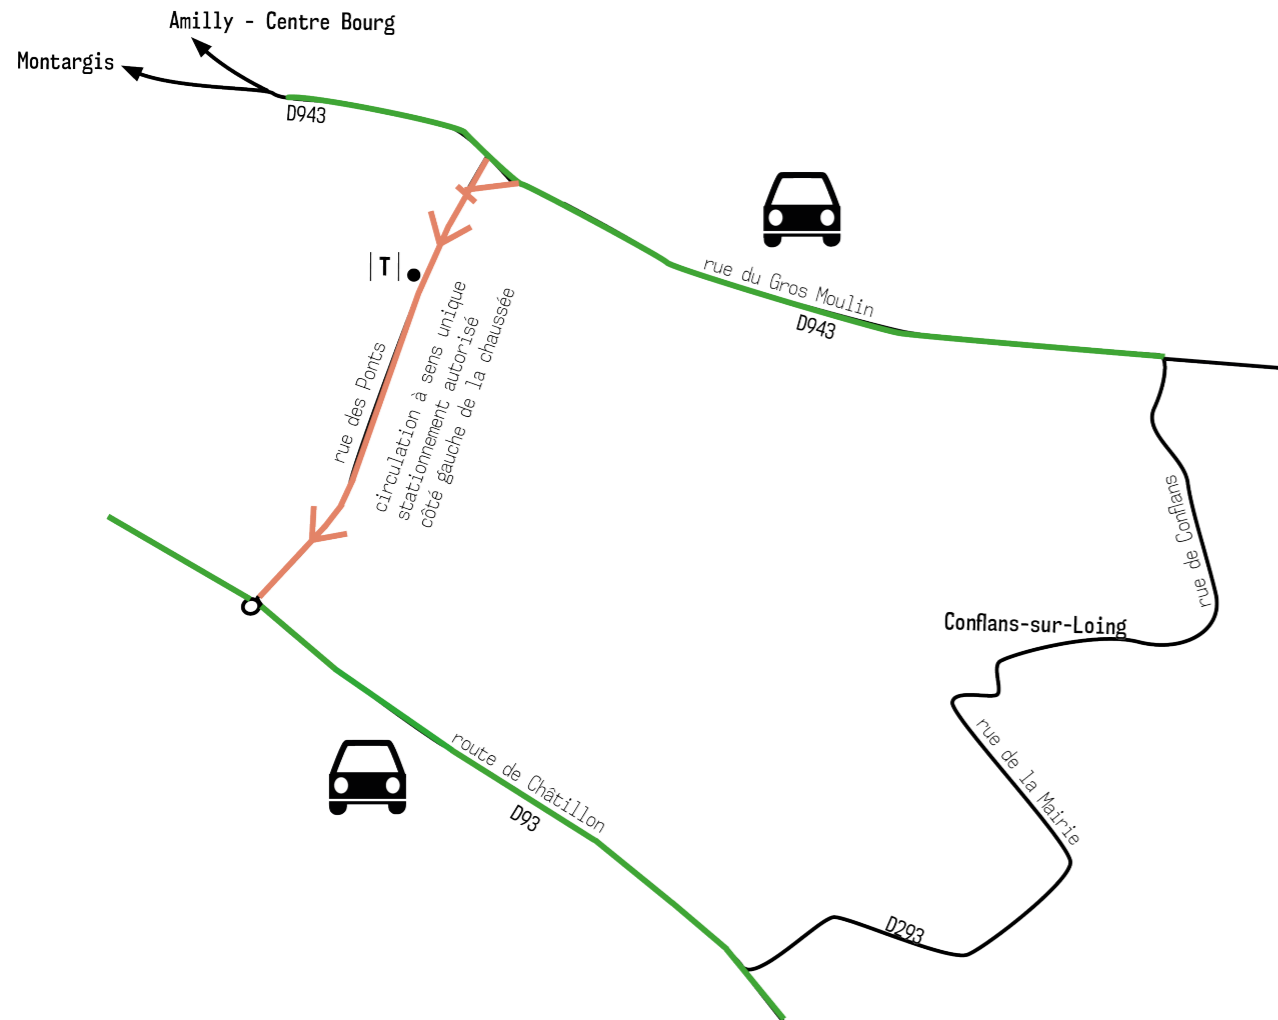 Amilly - Centre Bourg
Montargis
D943
rue du Gros Moulin
D943
|T|
rue des Ponts
circulation à sens unique
stationnement autorisé
côté gauche de la chaussée
rue de Conflans
Conflans-sur-Loing
rue de la Mairie
route de Châtillon
D93
D293